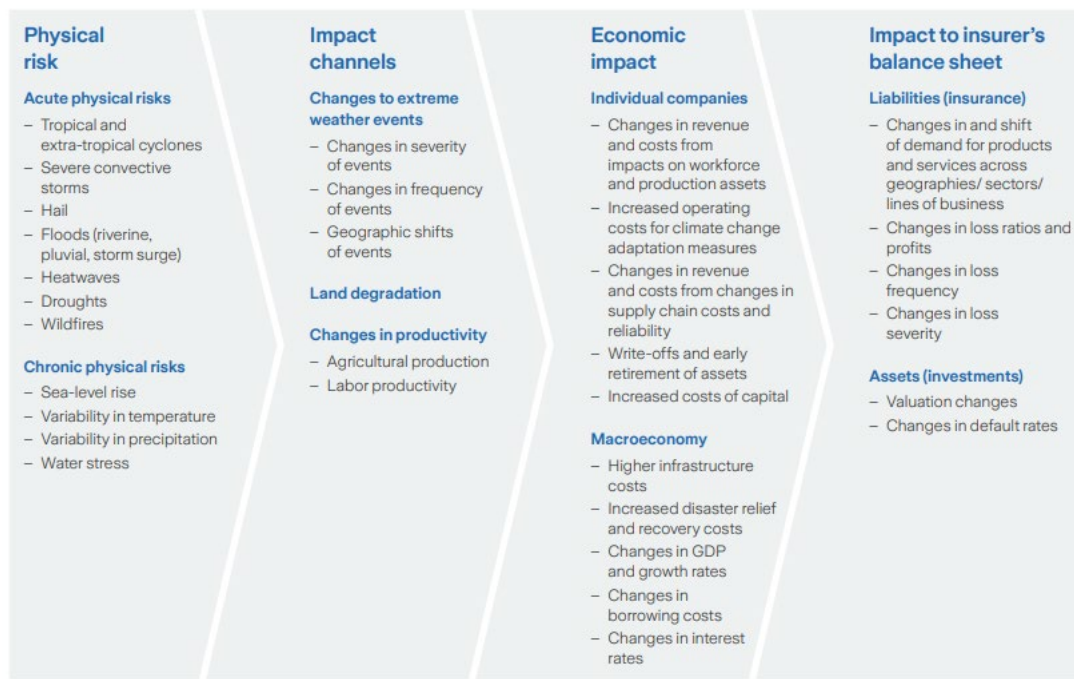 Physical
risk
Acute physical risks
– Tropical and
extra-tropical cyclones
– Severe convective
storms
– Hail
– Floods (riverine,
pluvial, storm surge)
– Heatwaves
– Droughts
– Wildfires
Chronic physical risks
– Sea-level rise
– Variability in temperature
– Variability in precipitation
– Water stress
Impact
channels
Changes to extreme
weather events
– Changes in severity
of events
– Changes in frequency
of events
– Geographic shifts
of events
Land degradation
Changes in productivity
– Agricultural production
– Labor productivity
Economic
impact
Individual companies
– Changes in revenue
and costs from
impacts on workforce
and production assets
– Increased operating
costs for climate change
adaptation measures
– Changes in revenue
and costs from changes in
supply chain costs and
reliability
– Write-offs and early
retirement of assets
– Increased costs of capital
Macroeconomy
– Higher infrastructure
costs
– Increased disaster relief
and recovery costs
– Changes in GDP
and growth rates
– Changes in
borrowing costs
– Changes in interest
rates
Impact to insurer's
balance sheet
Liabilities (insurance)
– Changes in and shift
of demand for products
and services across
geographies/ sectors/
lines of business
– Changes in loss ratios and
profits
– Changes in loss
frequency
– Changes in loss
severity
Assets (investments)
– Valuation changes
– Changes in default rates